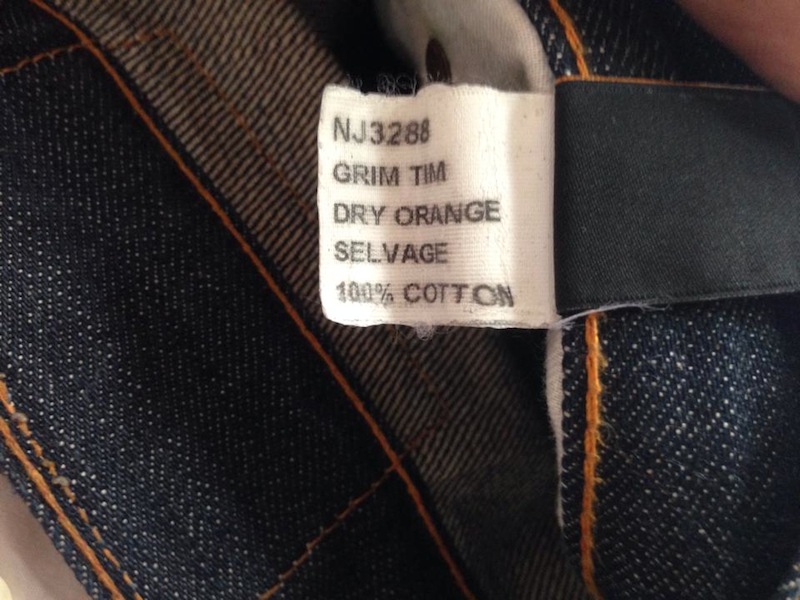 NJ3288
GRIM TIM
DRY ORANGE
SELVAGE
100% COTTON